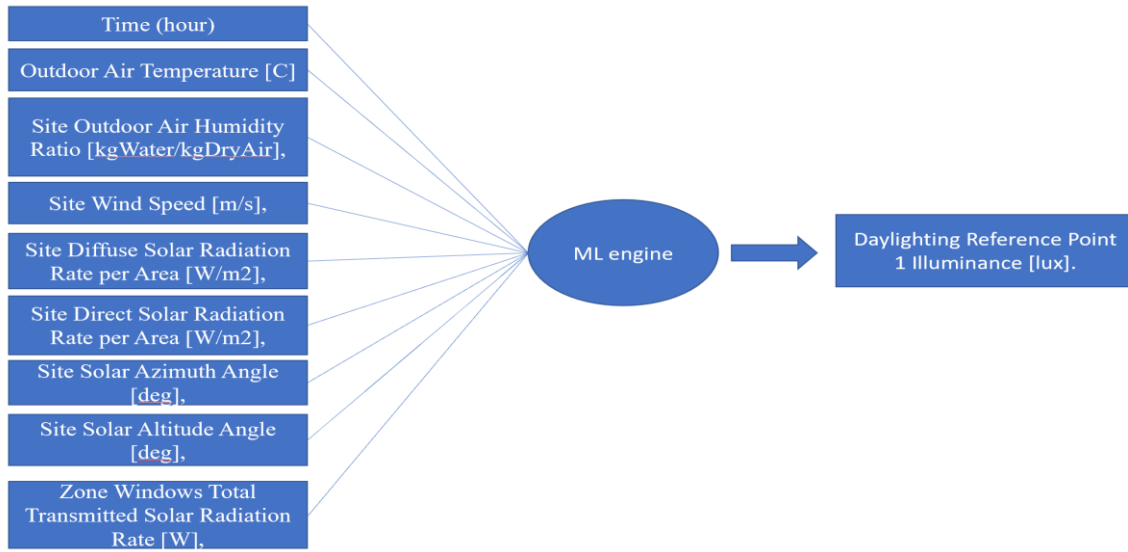 Time (hour)
Outdoor Air Temperature [C]
Site Outdoor Air Humidity
Ratio [kgWater/kgDryAir],
Site Wind Speed [m/s],
Site Diffuse Solar Radiation
Rate per Area [W/m2],
Site Direct Solar Radiation
Rate per Area [W/m2],
Site Solar Azimuth Angle
[deg],
Site Solar Altitude Angle
[deg],
Zone Windows Total
Transmitted Solar Radiation
Rate [W],
ML engine
Daylighting Reference Point
1 Illuminance [lux].